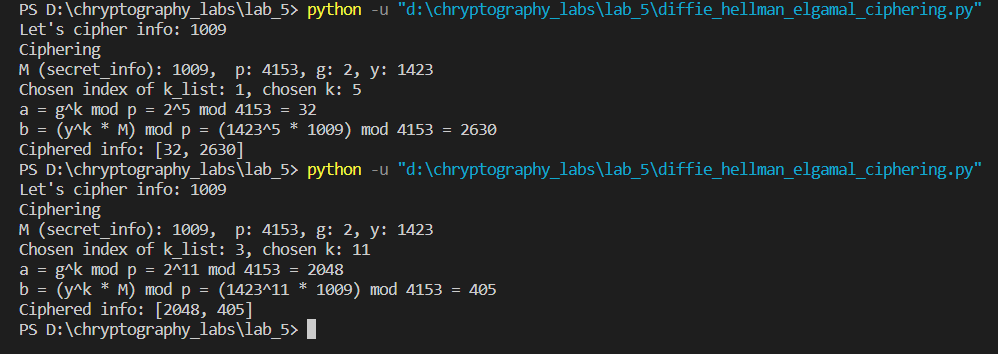 PS D:\chryptography_labs\lab_5> python -u "d:\chryptography_labs\lab_5\diffie_hellman_elgamal_ciphering.py"
Let's cipher info: 1009
Ciphering
M (secret_info): 1009,  p: 4153, g: 2, y: 1423
Chosen index of k_list: 1, chosen k: 5
a = g^k mod p = 2^5 mod 4153 = 32
b = (y^k * M) mod p = (1423^5 * 1009) mod 4153 = 2630
Ciphered info: [32, 2630]
PS D:\chryptography_labs\lab_5> python -u "d:\chryptography_labs\lab_5\diffie_hellman_elgamal_ciphering.py"
Let's cipher info: 1009
Ciphering
M (secret_info): 1009,  p: 4153, g: 2, y: 1423
Chosen index of k_list: 3, chosen k: 11
a = g^k mod p = 2^11 mod 4153 = 2048
b = (y^k * M) mod p = (1423^11 * 1009) mod 4153 = 405
Ciphered info: [2048, 405]
PS D:\chryptography_labs\lab_5>